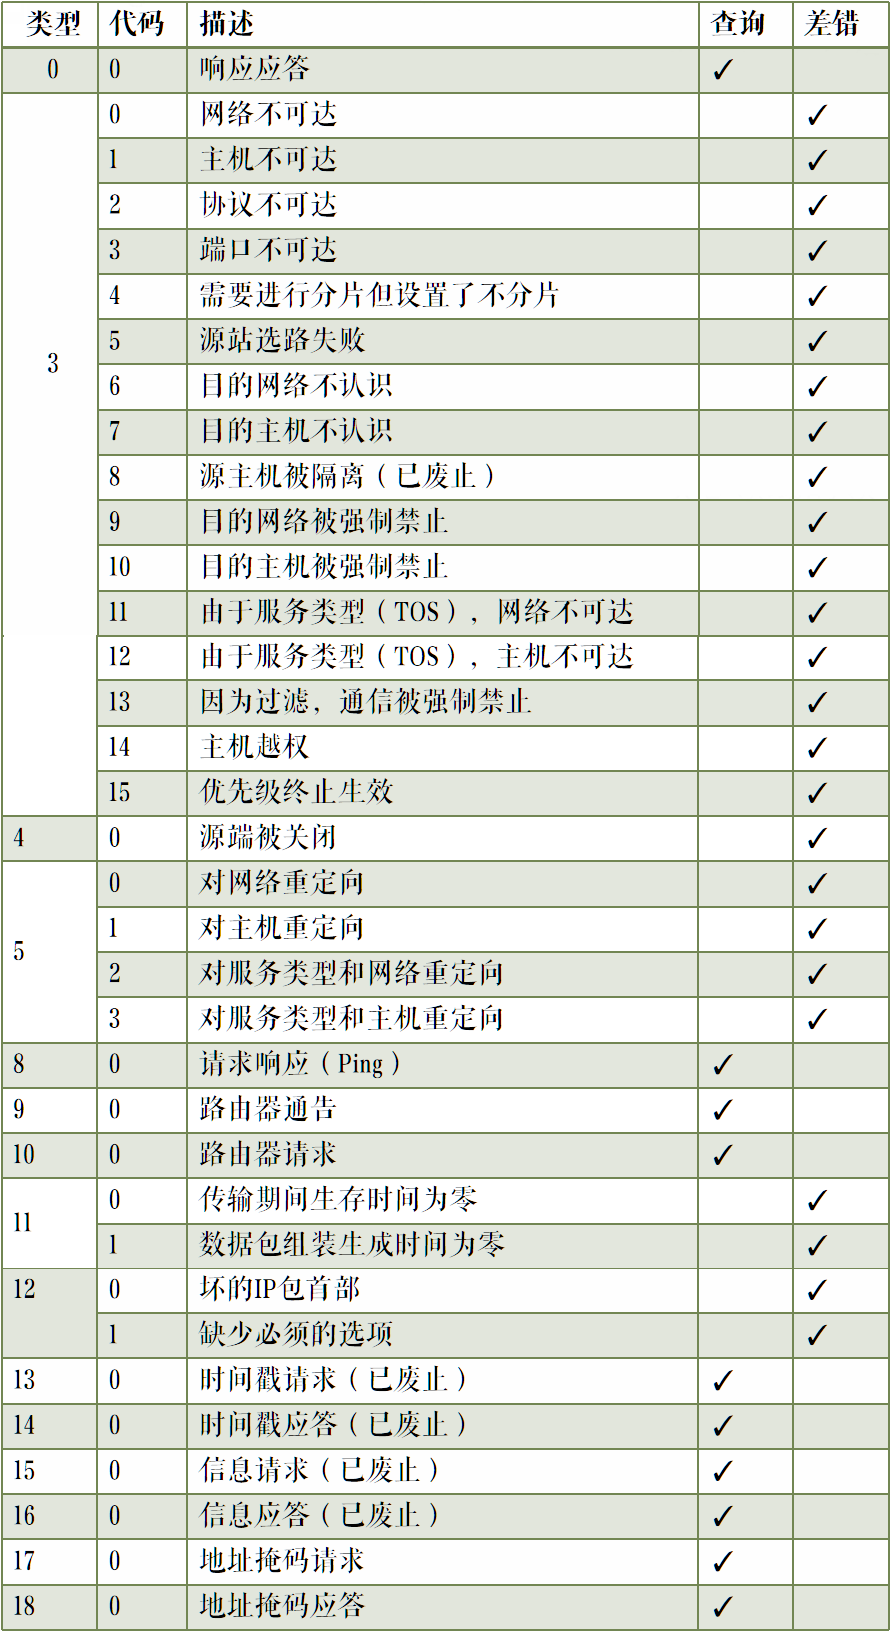 类型 代码 描述 查询 差错
0 0 响应应答 ✓
0 网络不可达 ✓
1 主机不可达 ✓
2 协议不可达 ✓
3 端口不可达 ✓
4 需要进行分片但设置了不分片 ✓
5 源站选路失败 ✓
3
6 目的网络不认识 ✓
7 目的主机不认识 ✓
8 源主机被隔离（已废止） ✓
9 目的网络被强制禁止 ✓
10 目的主机被强制禁止 ✓
11 由于服务类型（TOS），网络不可达 ✓
12 由于服务类型（TOS），主机不可达 ✓
13 因为过滤，通信被强制禁止 ✓
14 主机越权 ✓
15 优先级终止生效 ✓
4 0 源端被关闭 ✓
0 对网络重定向 ✓
1 对主机重定向 ✓
5
2 对服务类型和网络重定向 ✓
3 对服务类型和主机重定向 ✓
8 0 请求响应（Ping） ✓
9 0 路由器通告 ✓
10 0 路由器请求 ✓
11
0 传输期间生存时间为零 ✓
1 数据包组装生成时间为零 ✓
12 0 坏的IP包首部 ✓
1 缺少必须的选项 ✓
13 0 时间戳请求（已废止） ✓
14 0 时间戳应答（已废止） ✓
15 0 信息请求（已废止） ✓
16 0 信息应答（已废止） ✓
17 0 地址掩码请求 ✓
18 0 地址掩码应答 ✓